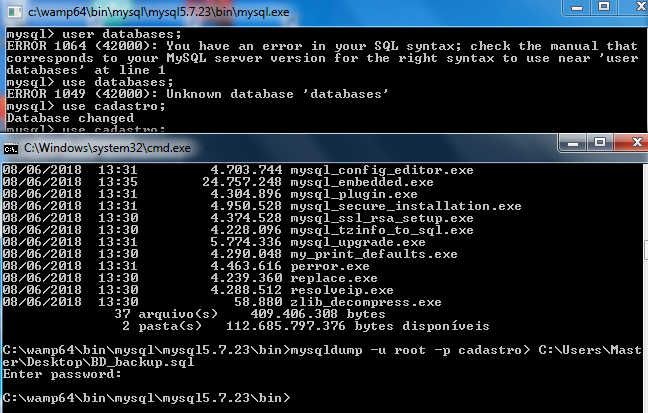 c:\wamp64\bin\mysql\mysql5.7.23\bin\mysql.exe
mysql> user databases;
ERROR 1064 (42000): You have an error in your SQL syntax; check the manual that
corresponds to your MySQL server version for the right syntax to use near 'user
databases' at line 1
mysql> use databases;
ERROR 1049 (42000): Unknown database 'databases'
mysql> use cadastro;
Database changed
mysql> use cadastro;
C:\Windows\system32\cmd.exe
08/06/2018  13:31         4.703.744 mysql_config_editor.exe
08/06/2018  13:35        24.757.248 mysql_embedded.exe
08/06/2018  13:31         4.304.896 mysql_plugin.exe
08/06/2018  13:31         4.950.528 mysql_secure_installation.exe
08/06/2018  13:30         4.374.528 mysql_ssl_rsa_setup.exe
08/06/2018  13:30         4.228.096 mysql_tzinfo_to_sql.exe
08/06/2018  13:31         5.774.336 mysql_upgrade.exe
08/06/2018  13:30         4.290.048 my_print_defaults.exe
08/06/2018  13:31         4.463.616 perror.exe
08/06/2018  13:30         4.239.360 replace.exe
08/06/2018  13:30         4.288.512 resolveip.exe
08/06/2018  13:30            58.880 zlib_decompress.exe
37 arquivo(s)    409.406.308 bytes
2 pasta(s)   112.685.797.376 bytes disponíveis
C:\wamp64\bin\mysql\mysql5.7.23\bin>mysqldump -u root -p cadastro> C:\Users\Mast
er\Desktop\BD_backup.sql
Enter password:
C:\wamp64\bin\mysql\mysql5.7.23\bin>